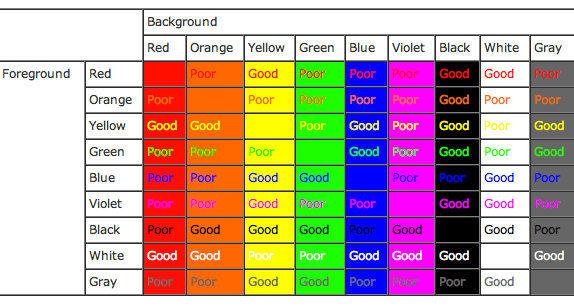 Background
Red Orange Yellow Green Blue Violet Black White Gray
Foreground Red Poor Good Poor Poor Poor Good Good Poor
Orange Poor Poor Poor Poor Poor Good Poor Poor
Yellow Good Good Poor Good Poor Good Poor Good
Green Poor Poor Poor Good Poor Good Poor Good
Blue Poor Poor Good Good Poor Poor Good Poor
Violet Poor Poor Good Poor Poor Good Good Poor
Black Poor Good Good Good Poor Good Good Poor
White Good Good Poor Poor Good Good Good Good
Gray Poor Poor Good Good Poor Poor Poor Good